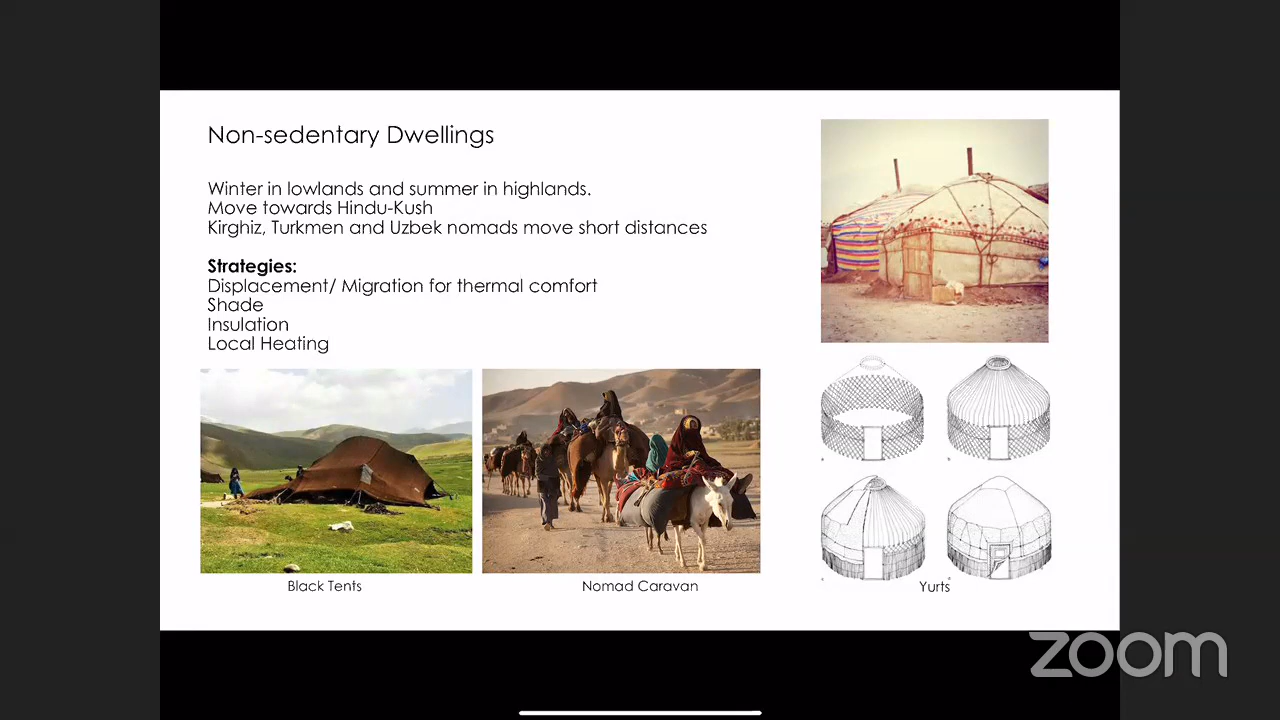 Non-sedentary Dwellings
Winter in lowlands and summer in highlands.
Move towards Hindu-Kush
Kirghiz, Turkmen and Uzbek nomads move short distances
Strategies:
Displacement/ Migration for thermal comfort
Shade
Insulation
Local Heating
Black Tents
Nomad Caravan
Yurts
zoom